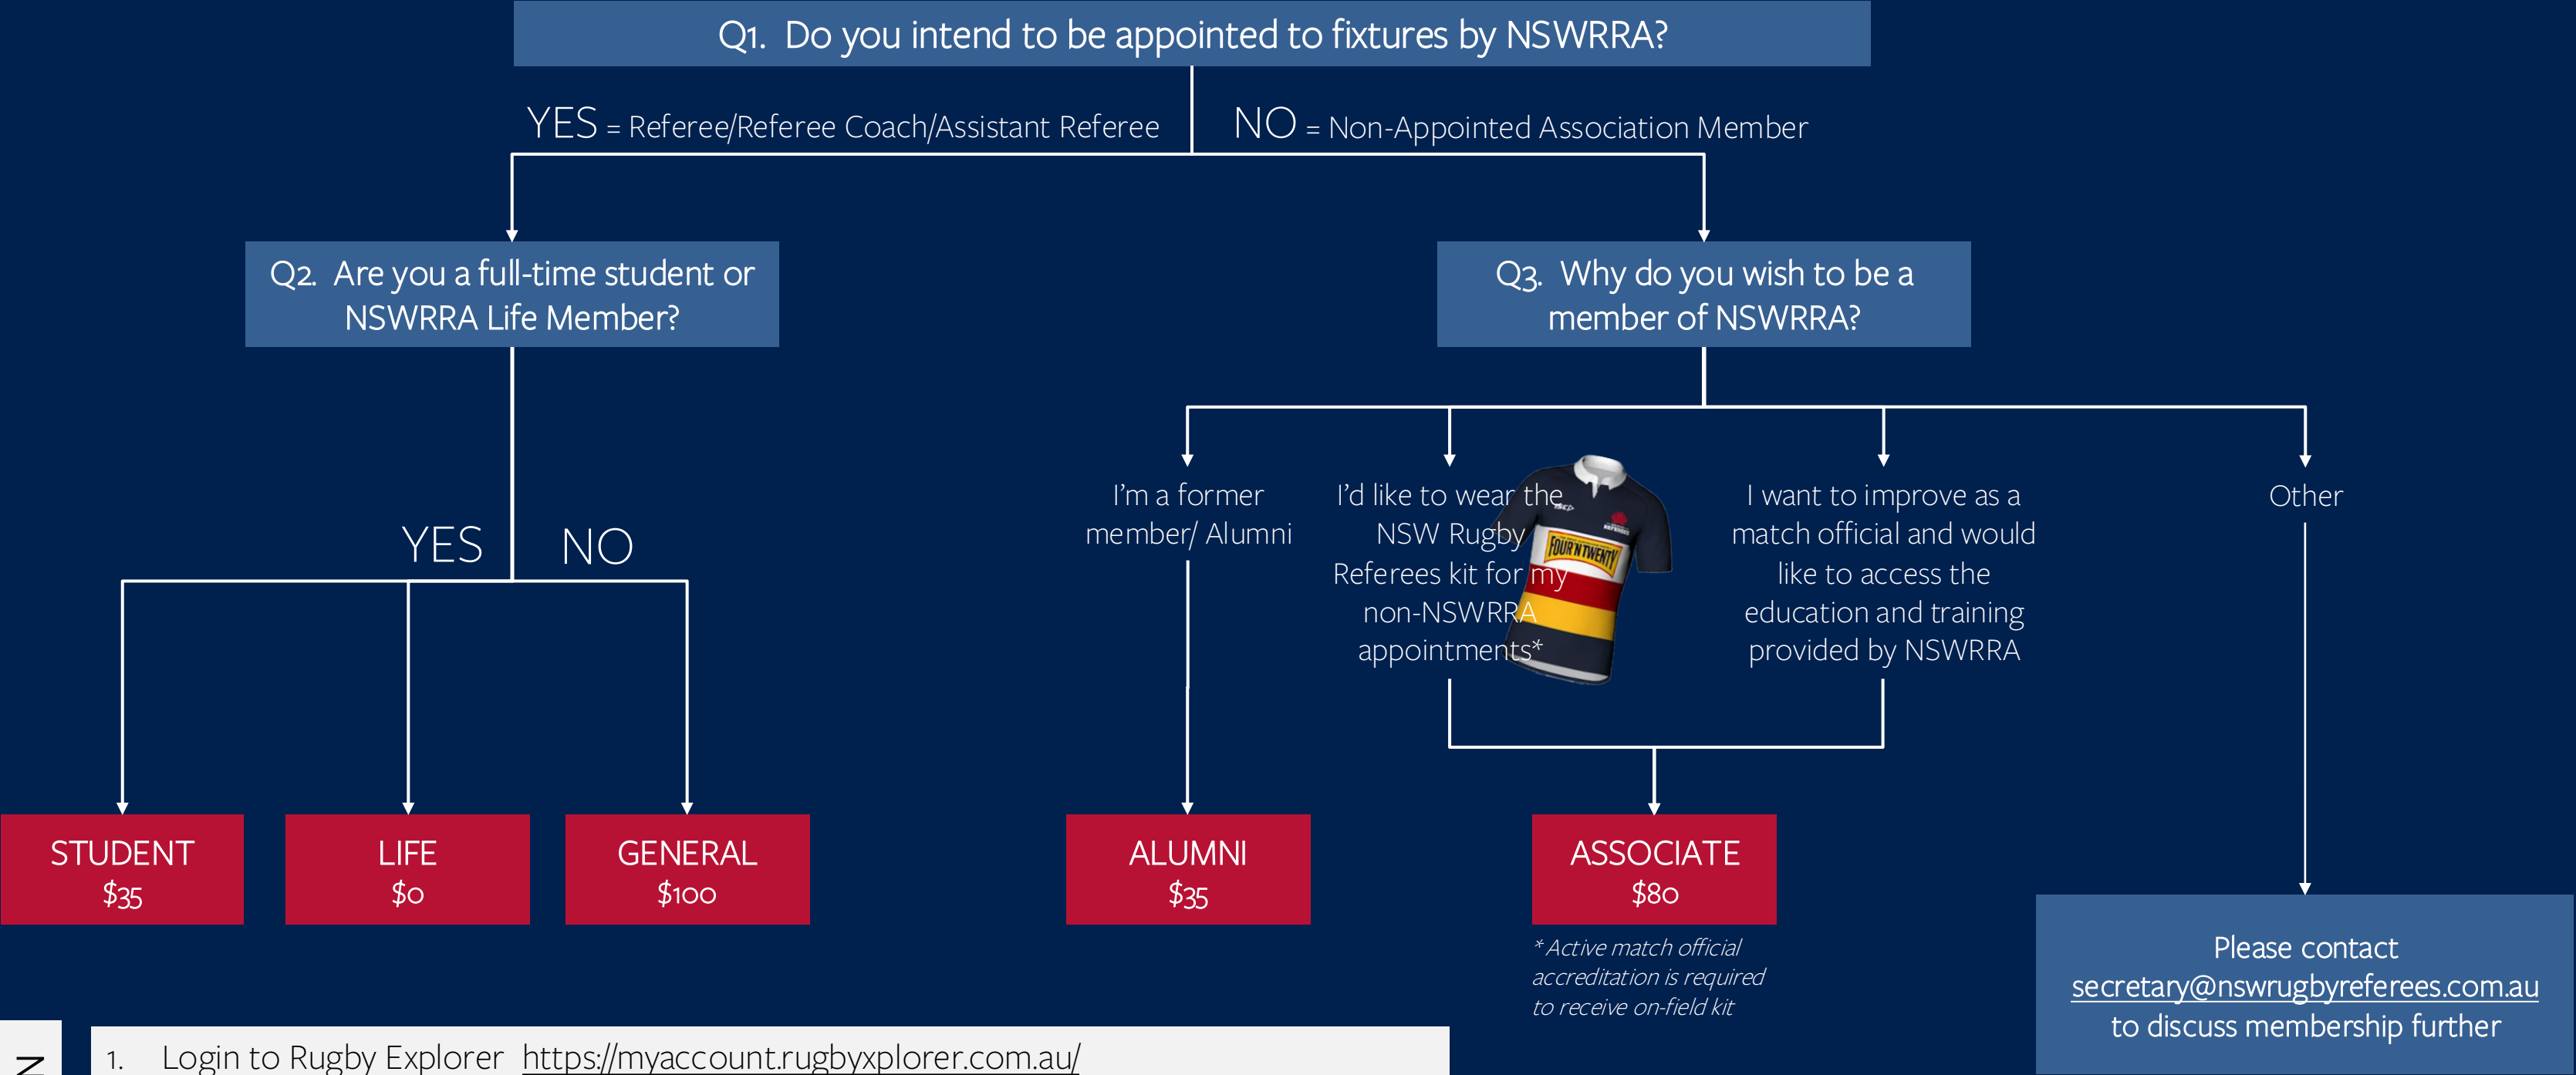 Q1. Do you intend to be appointed to fixtures by NSWRRA?
YES = Referee/Referee Coach/Assistant Referee
NO = Non-Appointed Association Member
Q2. Are you a full-time student or
NSWRRA Life Member?
Q3. Why do you wish to be a
member of NSWRRA?
YES
NO
I'm a former
member/ Alumni
I'd like to wear the
NSW Rugby
Referees kit for my
non-NSWRRA
appointments*
FOUR'N TWENTY
I want to improve as a
match official and would
like to access the
education and training
provided by NSWRRA
Other
STUDENT
$35
LIFE
$0
GENERAL
$100
ALUMNI
$35
ASSOCIATE
$80
* Active match official
accreditation is required
to receive on-field kit
Please contact
secretary@nswrugbyreferees.com.au
to discuss membership further
N
1. Login to Rugby Explorer https://myaccount.rugbyxplorer.com.au/